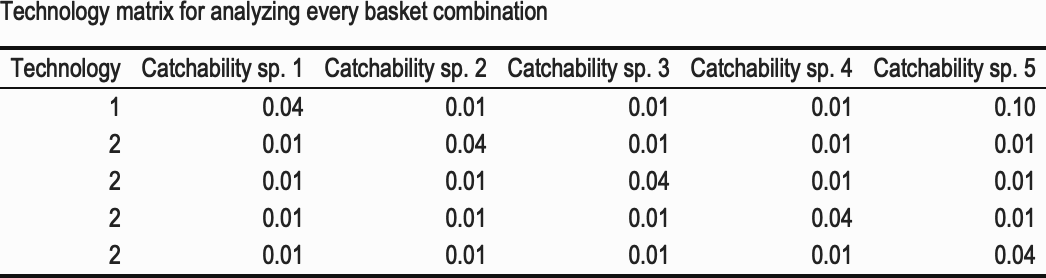 Technology matrix for analyzing every basket combination
Technology Catchability sp. 1 Catchability sp. 2 Catchability sp. 3 Catchability sp. 4 Catchability sp. 5
1 0.04 0.01 0.01 0.01 0.10
2 0.01 0.04 0.01 0.01 0.01
2 0.01 0.01 0.04 0.01 0.01
2 0.01 0.01 0.01 0.04 0.01
2 0.01 0.01 0.01 0.01 0.04